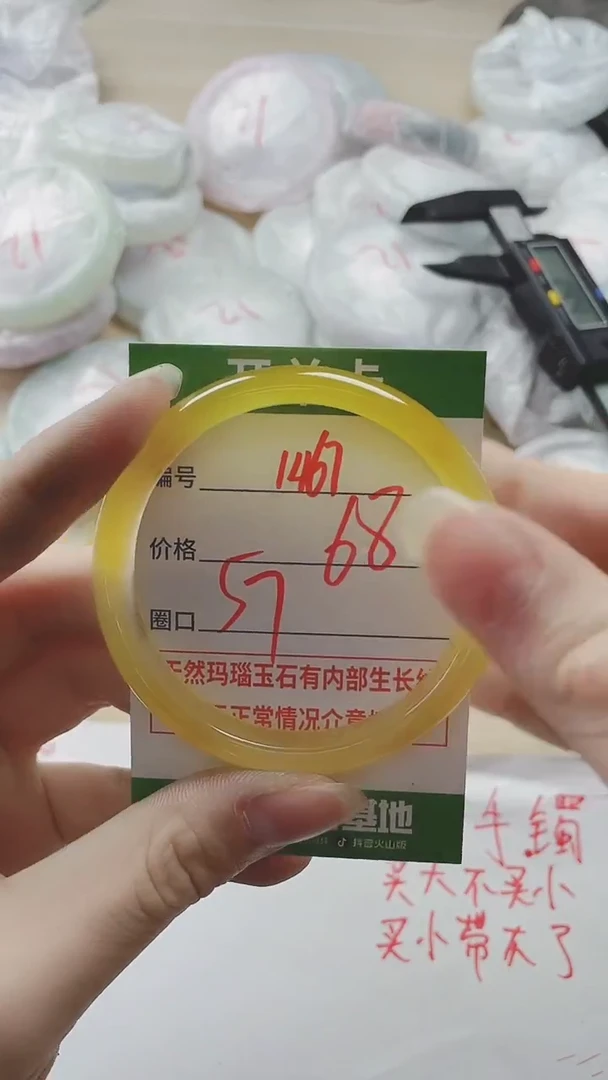 编号 1467
价格 68
圈口 57
天然玛瑙玉石有内部生长纹
正常情况介意
基地
抖音火山版
手镯
买大不买小
买小带不了